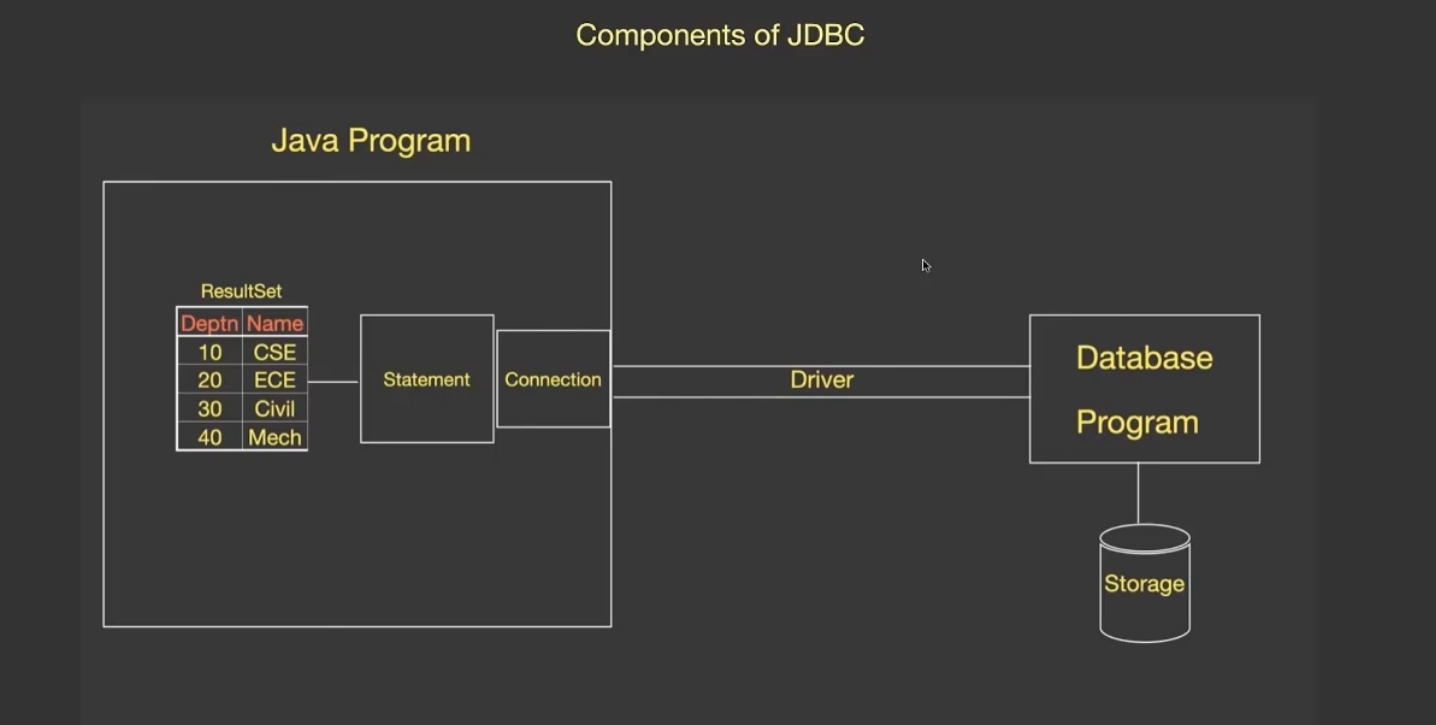 Components of JDBC
Java Program
ResultSet
Deptn Name
10 CSE
20 ECE
30 Civil
40 Mech
Statement
Connection
Driver
Database
Program
Storage